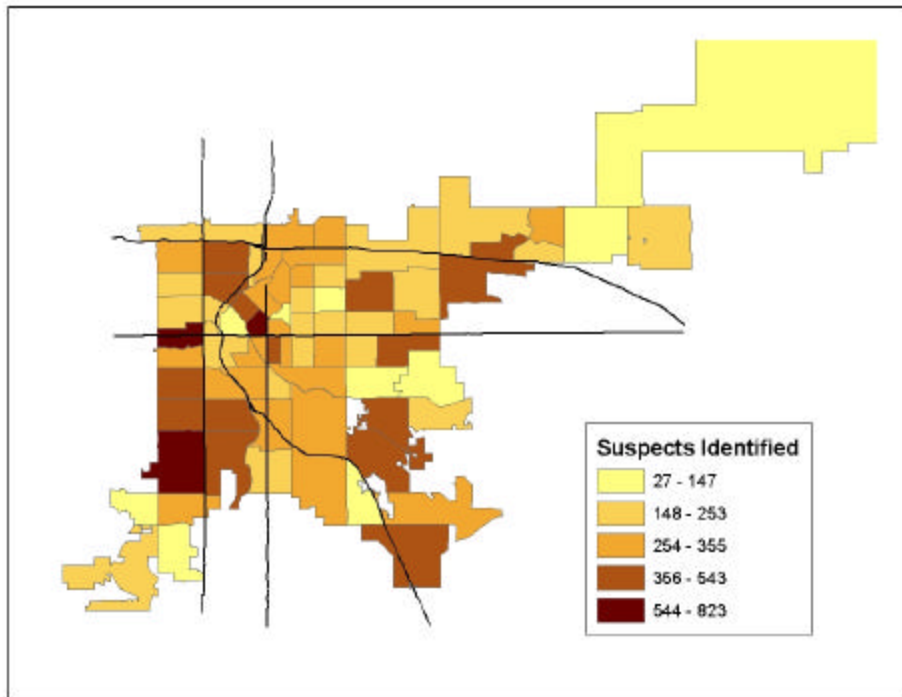 Suspects Identified
27 - 147
148 - 253
254 - 355
356 - 543
544 - 823